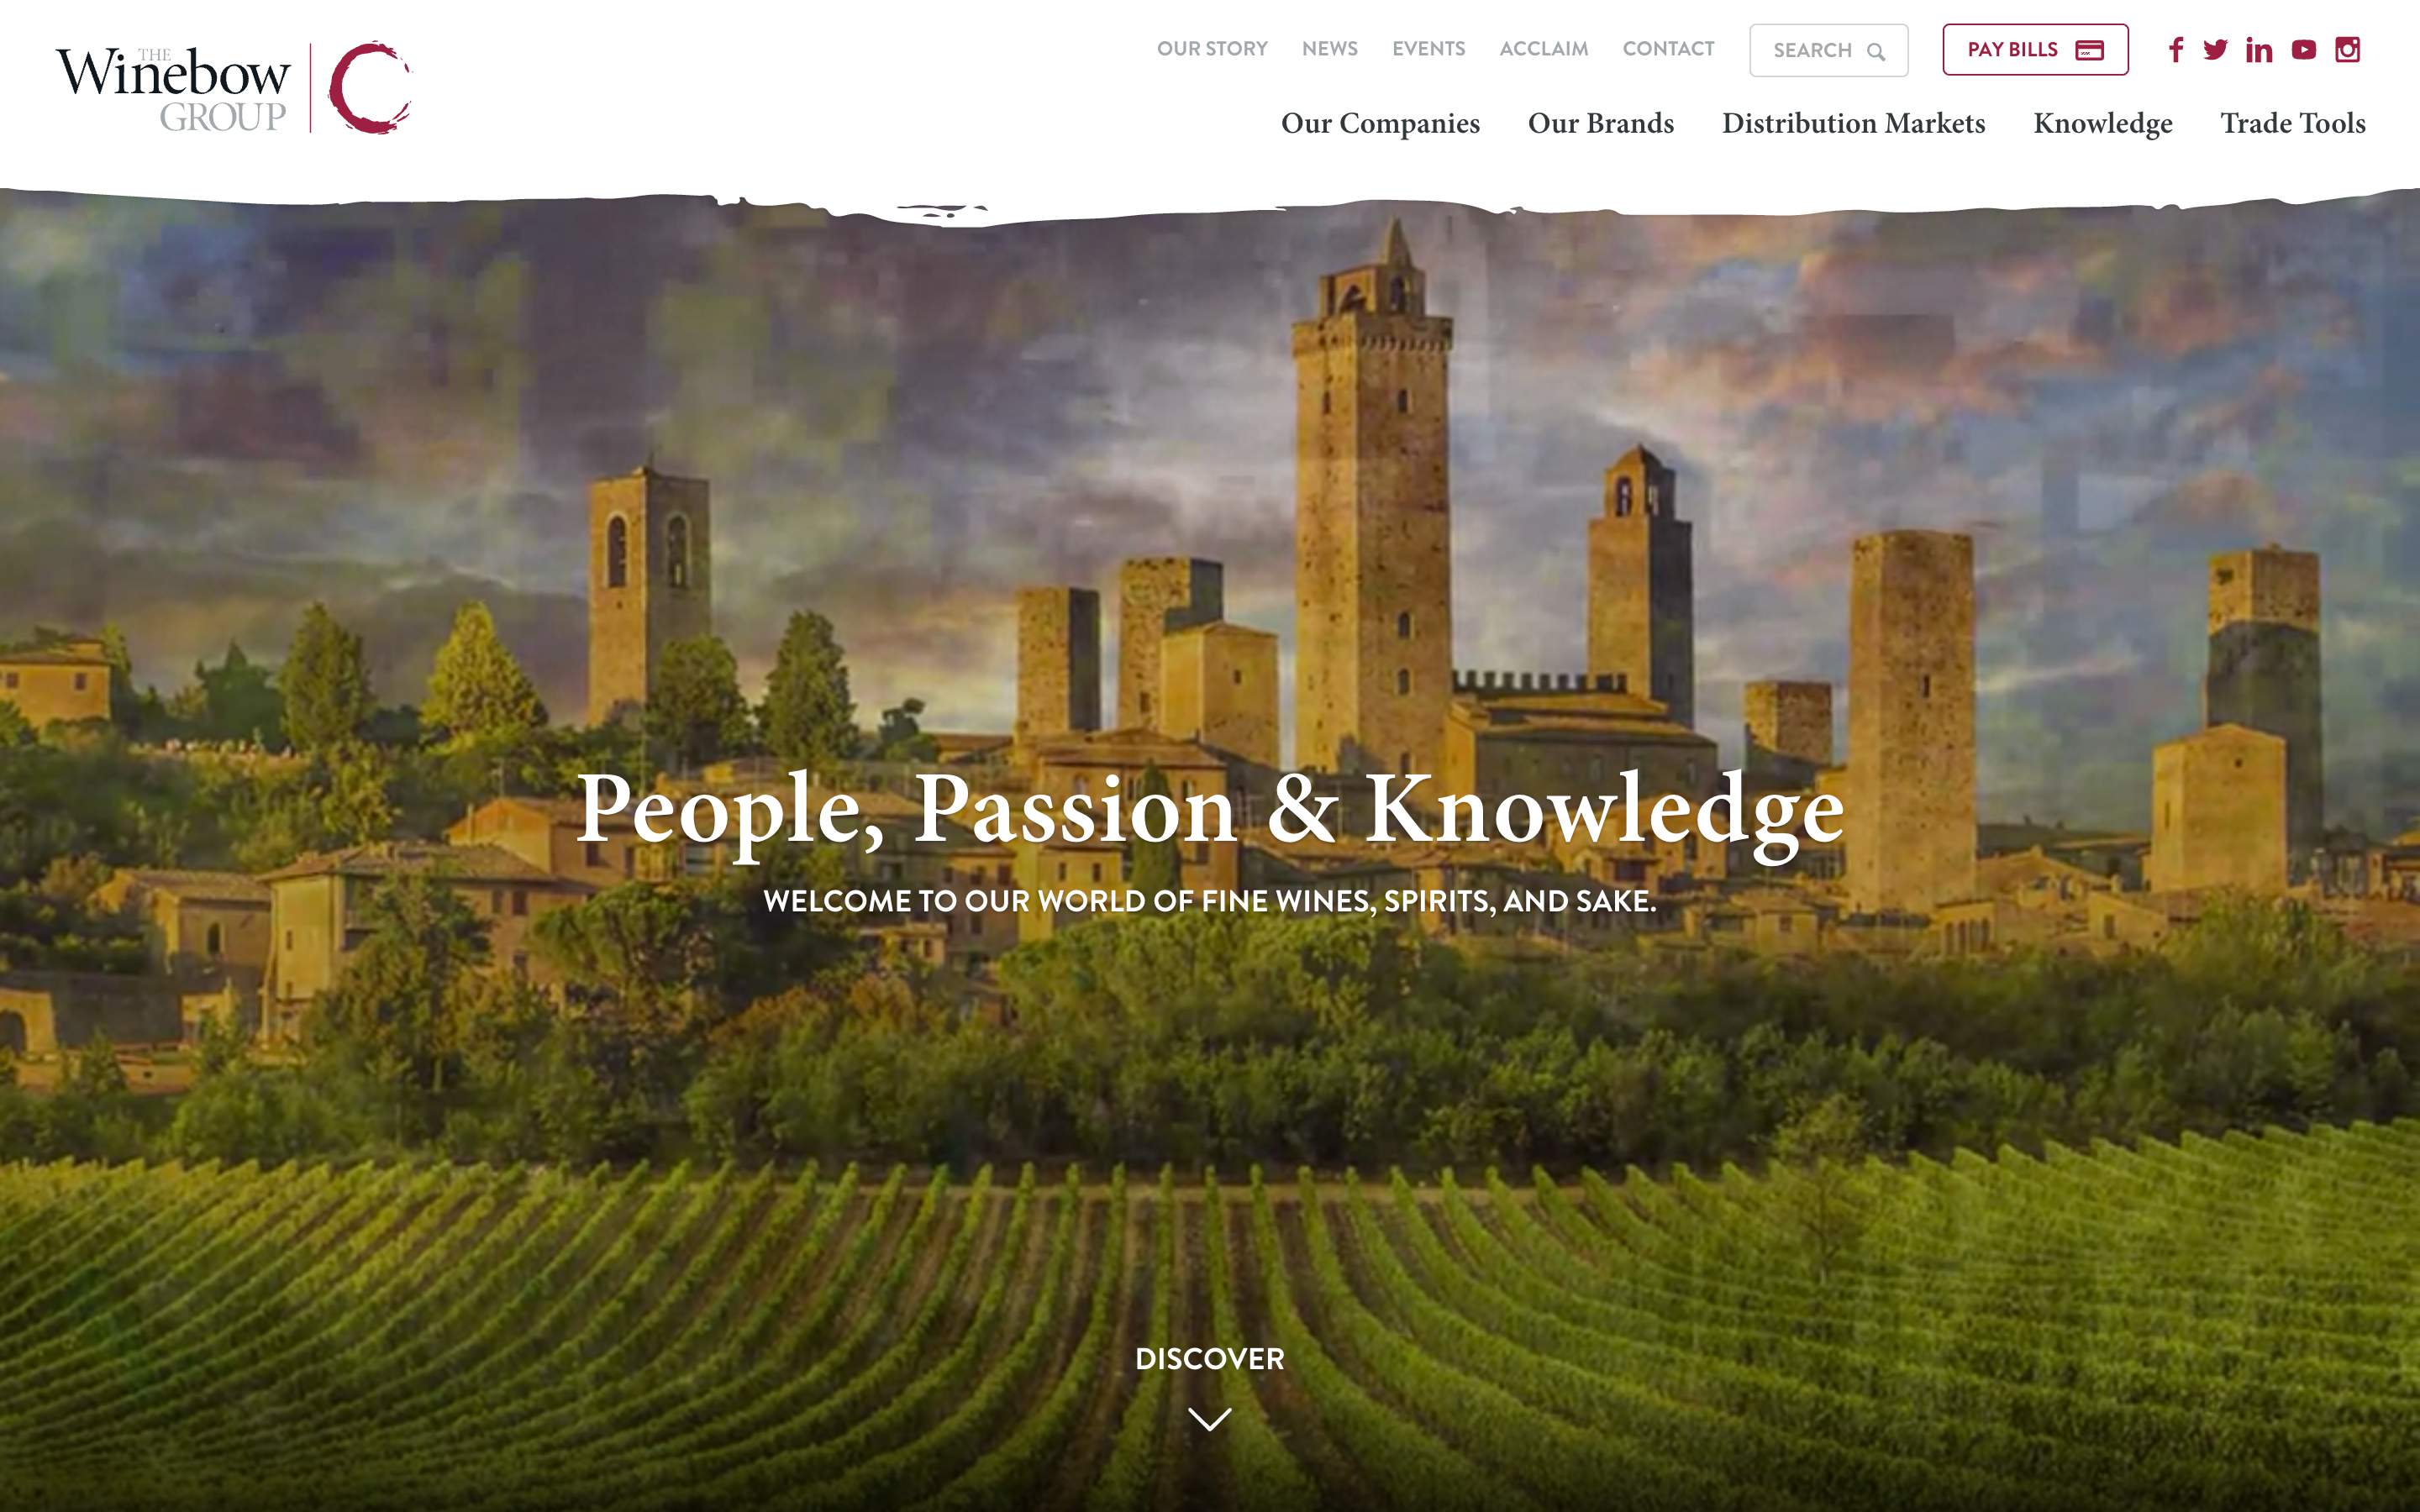 THE
Winebow
GROUP
OUR STORY NEWS EVENTS ACCLAIM CONTACT SEARCH PAY BILLS
Our Companies Our Brands Distribution Markets Knowledge Trade Tools
People, Passion & Knowledge
WELCOME TO OUR WORLD OF FINE WINES, SPIRITS, AND SAKE.
DISCOVER